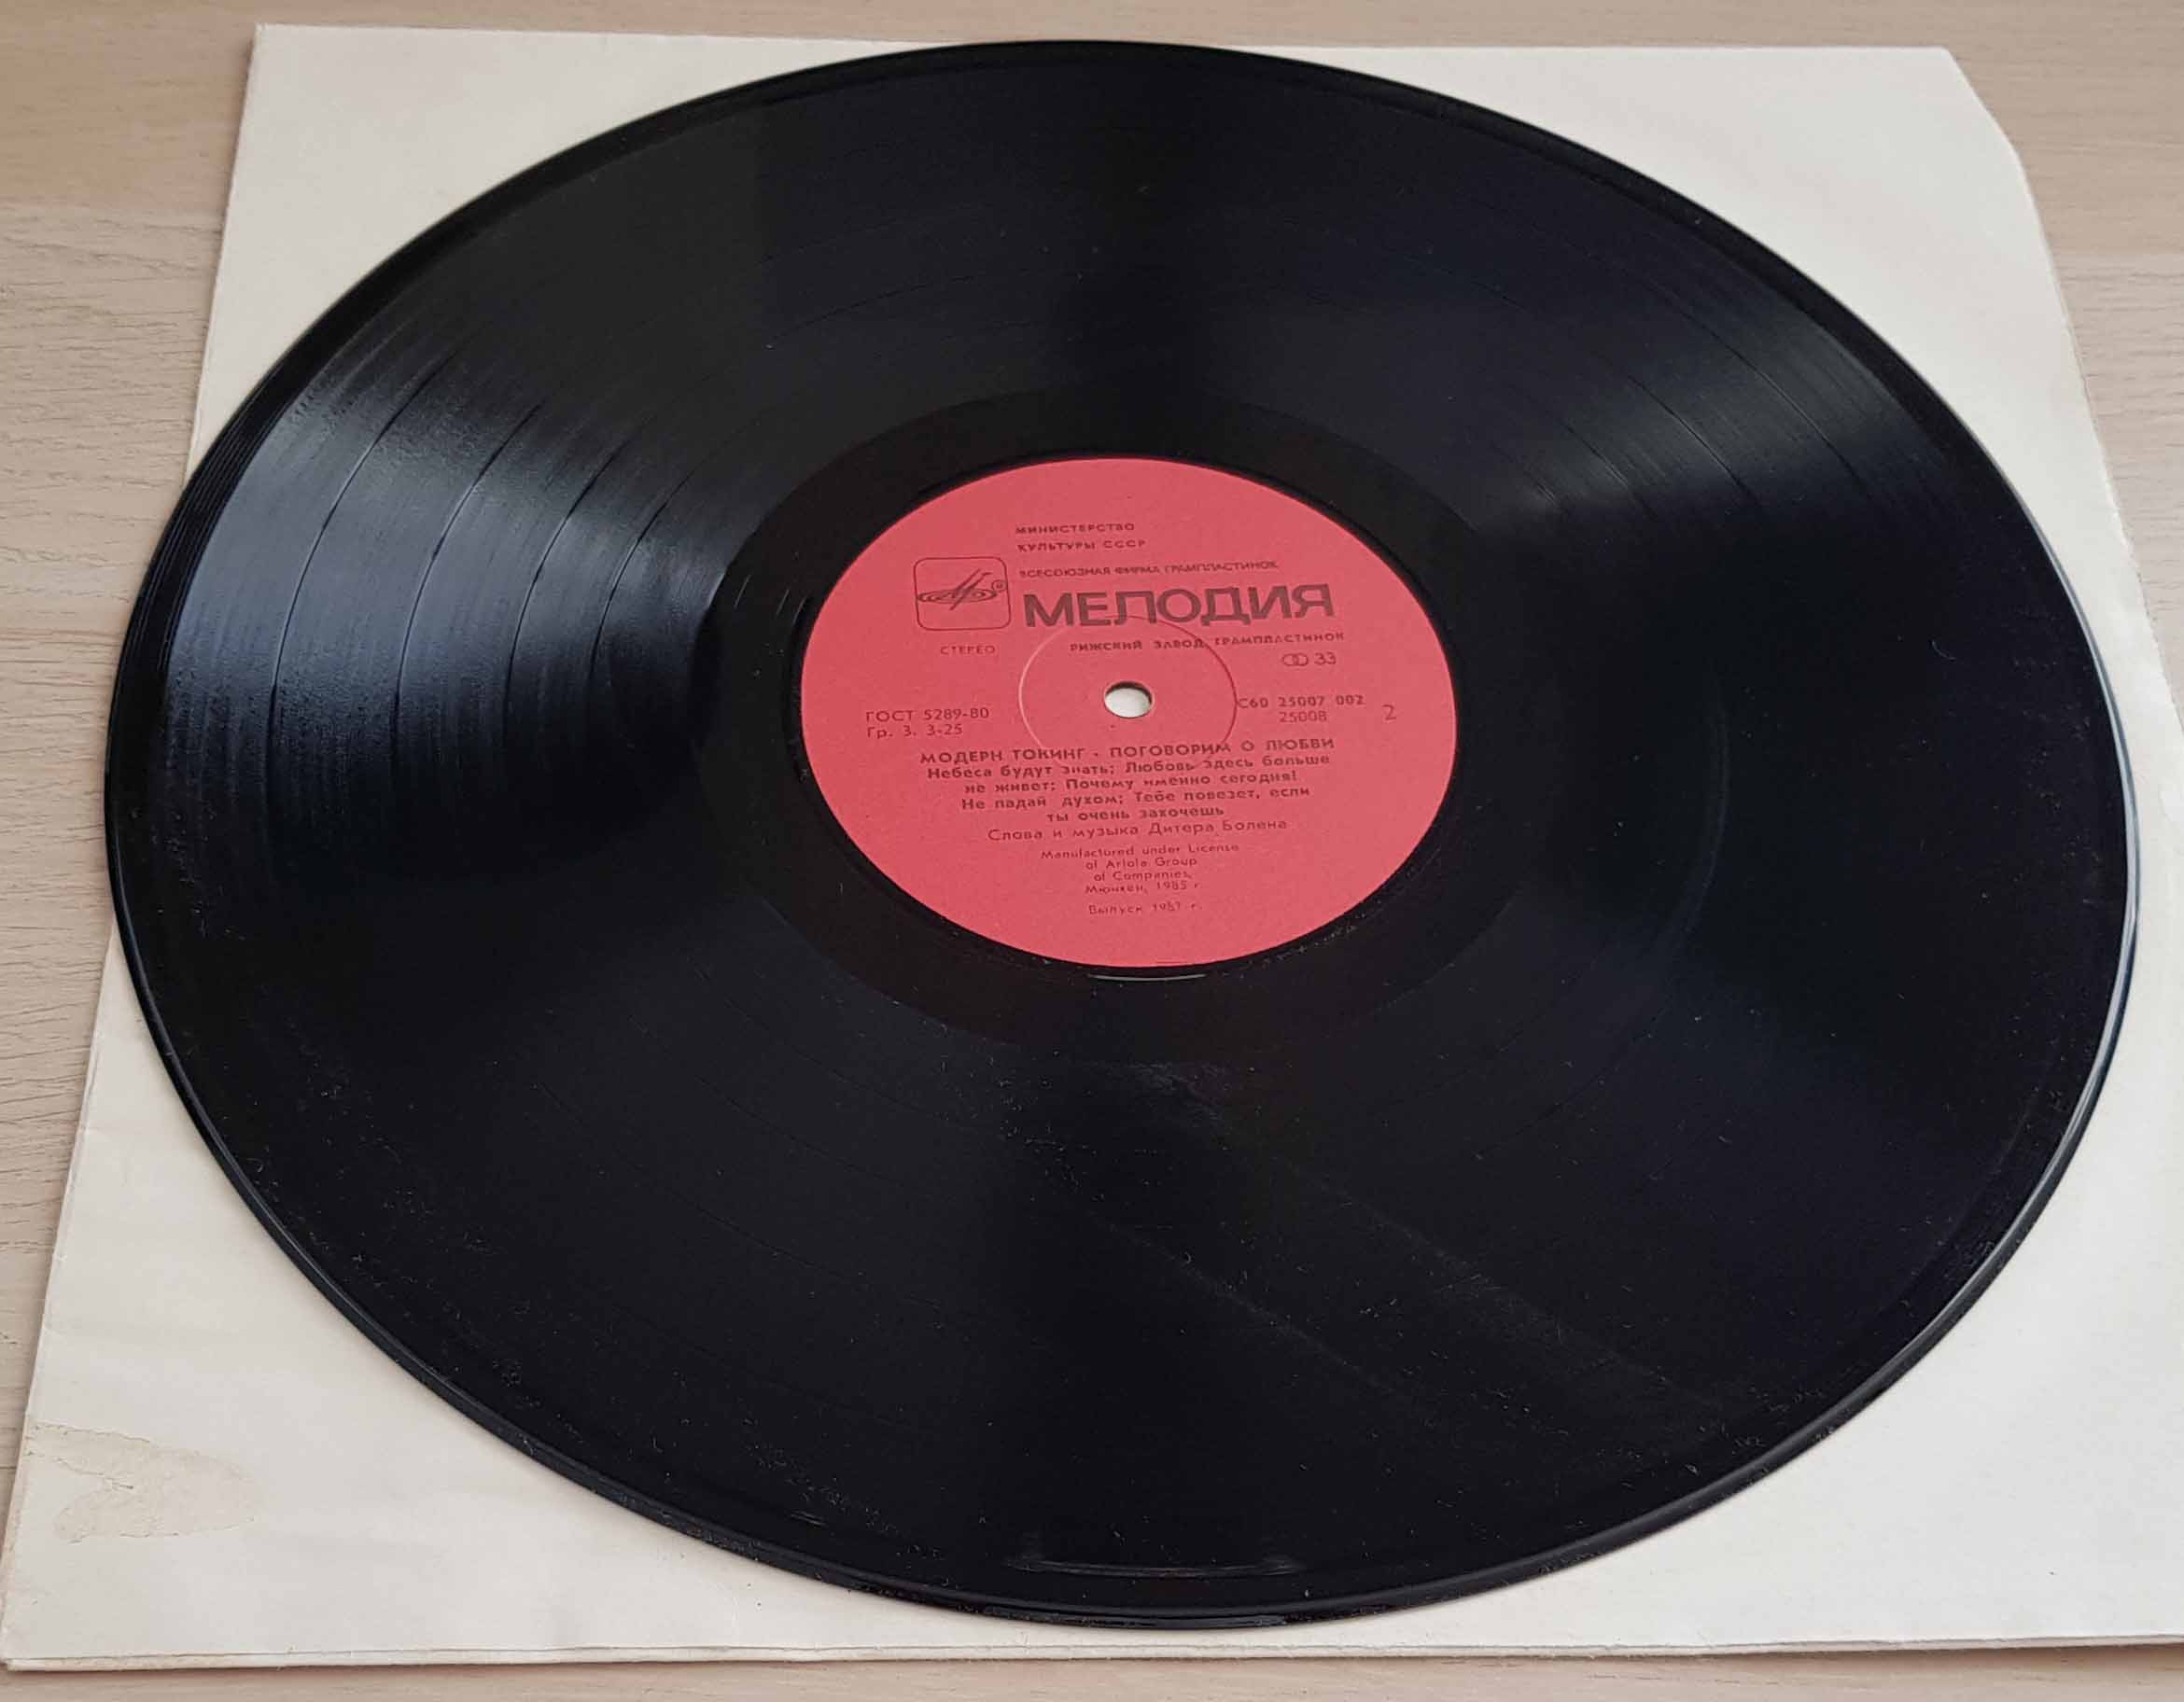 МИНИСТЕРСТВО
КУЛЬТУРЫ СССР
ВСЕСОЮЗНАЯ ФИРМА ГРАМПЛАСТИНОК
МЕЛОДИЯ
СТЕРЕО
РИЖСКИЙ ЗАВОД ГРАМПЛАСТИНОК
33
ГОСТ 5289-80
Гр. 3. 3-25
С60 25007 002
25008
2
МОДЕРН ТОКИНГ - ПОГОВОРИМ О ЛЮБВИ
Небеса будут знать; Любовь здесь больше
не живет; Почему именно сегодня!
Не падай духом; Тебе повезет, если
ты очень захочешь
Слова и музыка Дитера Болена
Manufactured under License
of Ariola Group
of Companies,
Мюнхен, 1985 г.
Выпуск 1987 г.